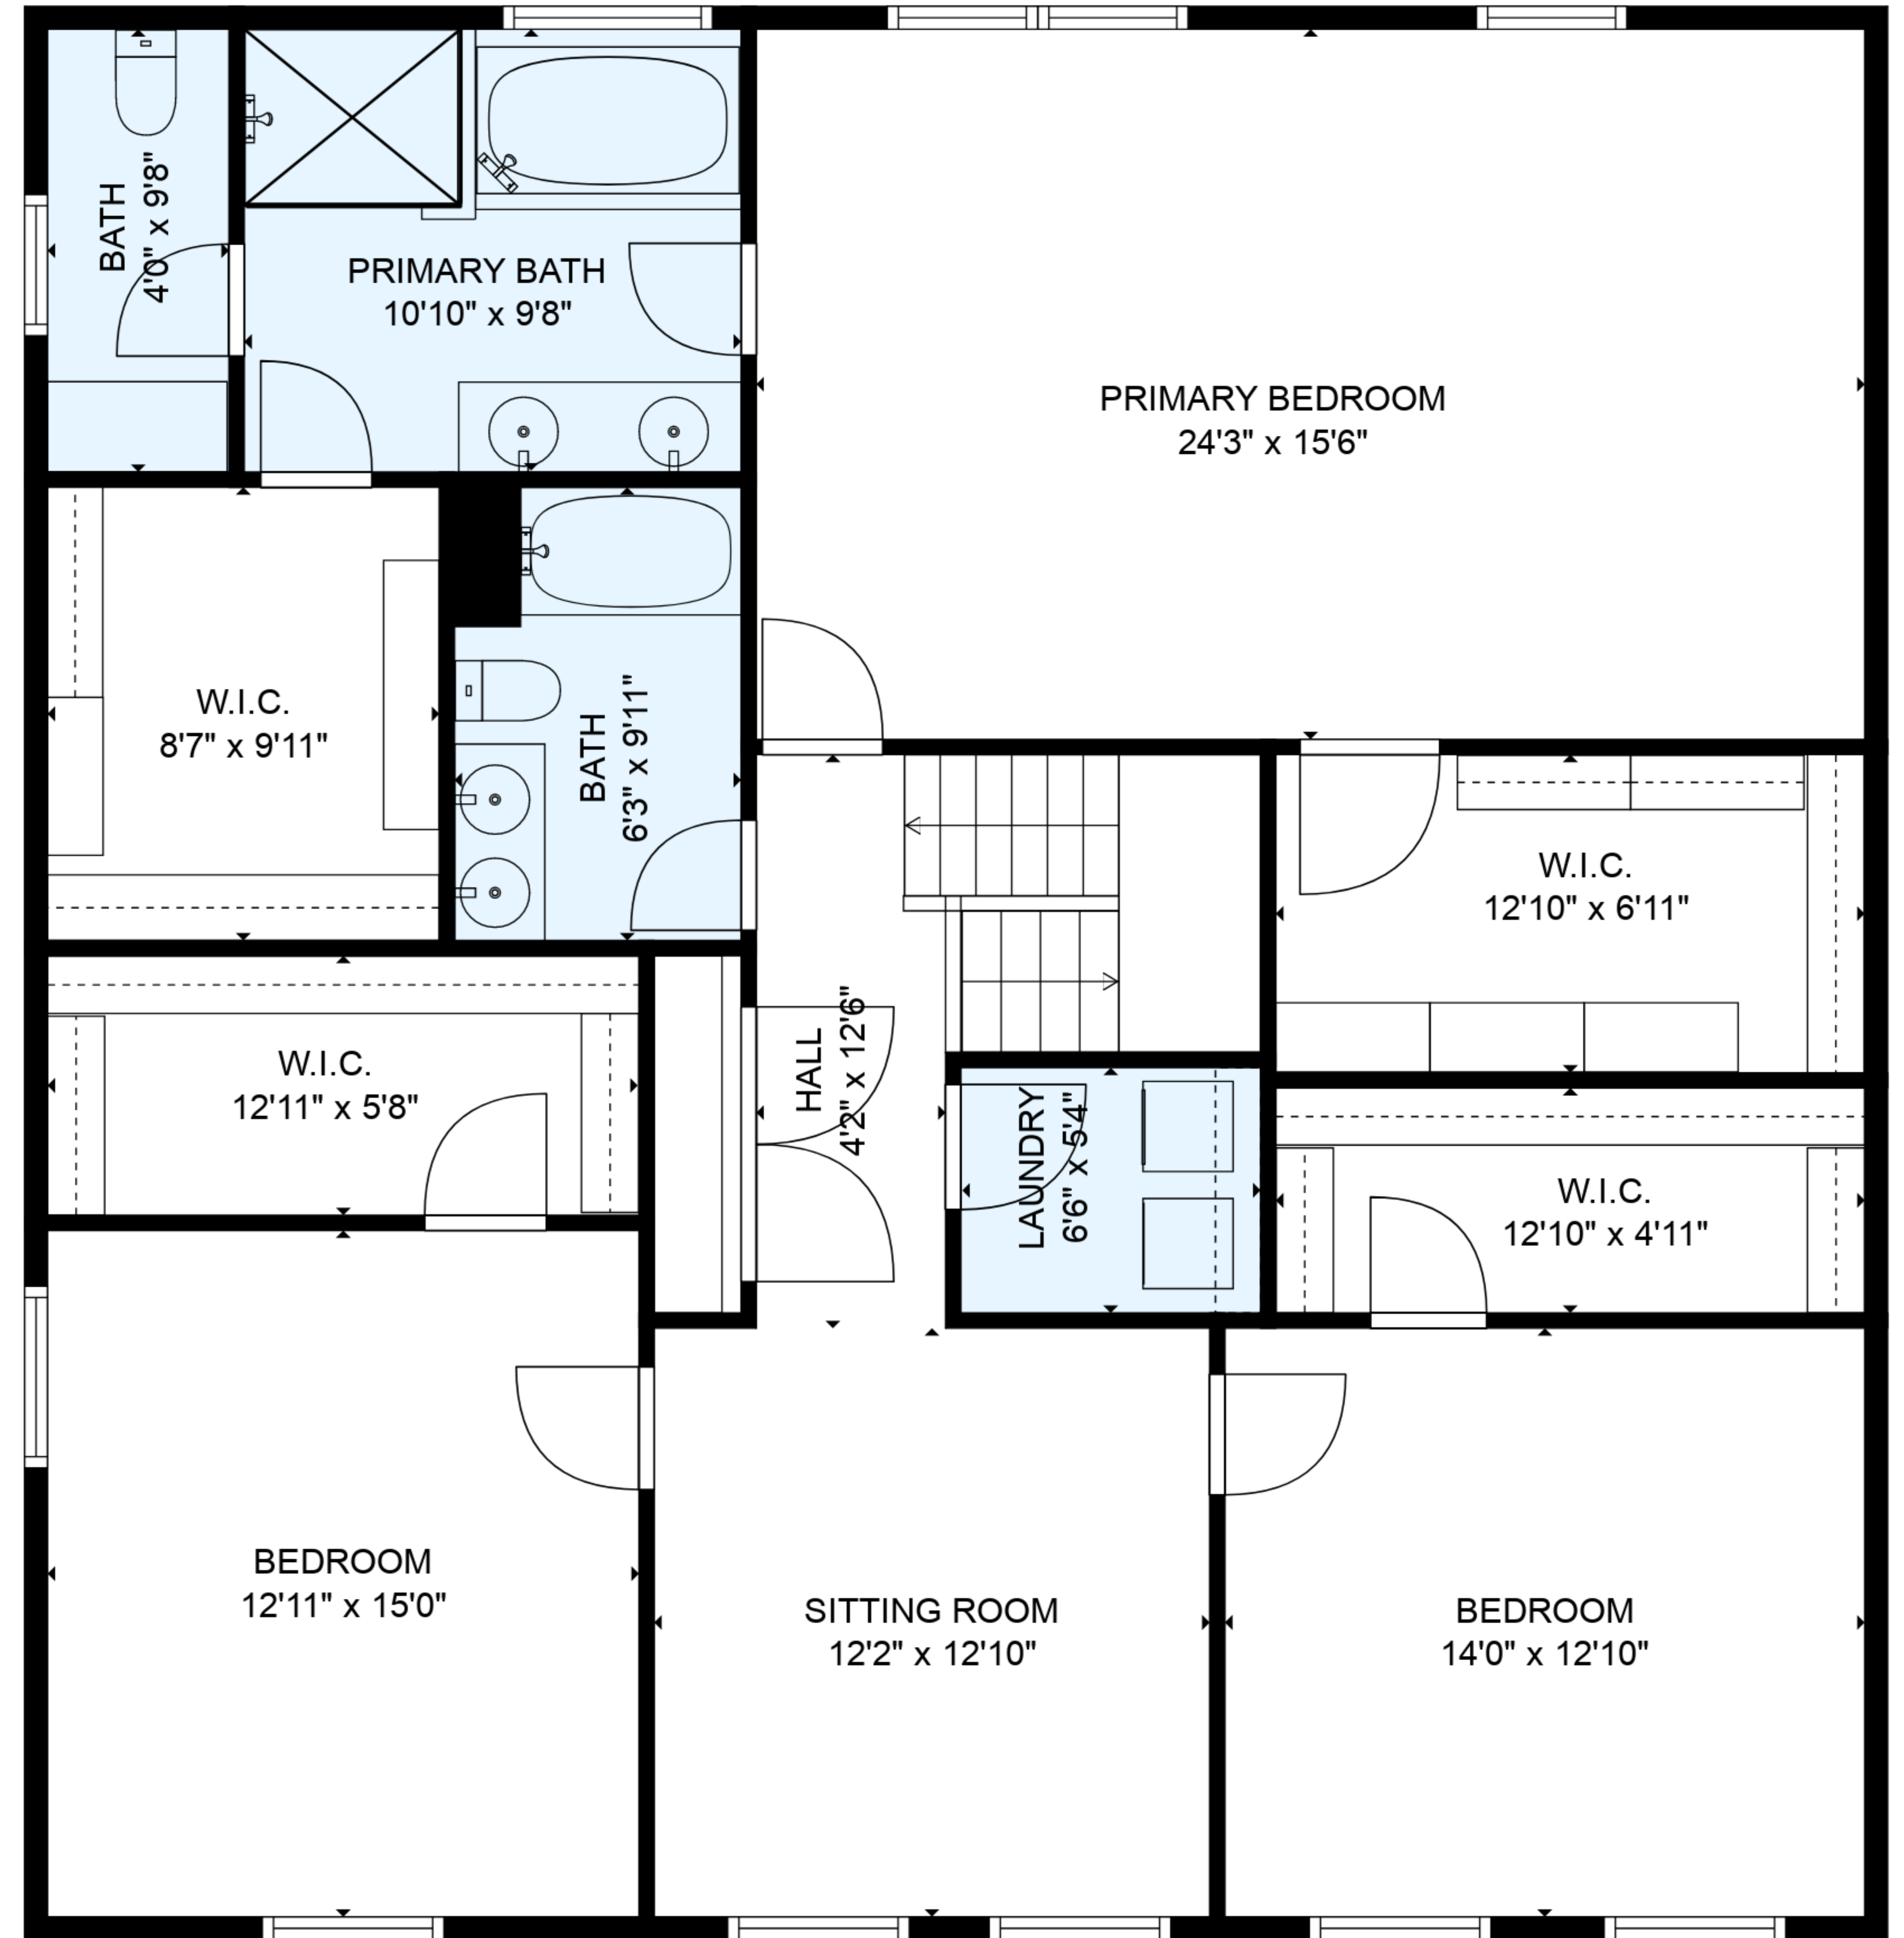 BATH
4'0" x 9'8"
PRIMARY BATH
10'10" x 9'8"
PRIMARY BEDROOM
24'3" x 15'6"
W.I.C.
8'7" x 9'11"
BATH
6'3" x 9'11"
W.I.C.
12'10" x 6'11"
W.I.C.
12'11" x 5'8"
HALL
4'2" x 12'6"
LAUNDRY
6'6" x 5'4"
W.I.C.
12'10" x 4'11"
BEDROOM
12'11" x 15'0"
SITTING ROOM
12'2" x 12'10"
BEDROOM
14'0" x 12'10"